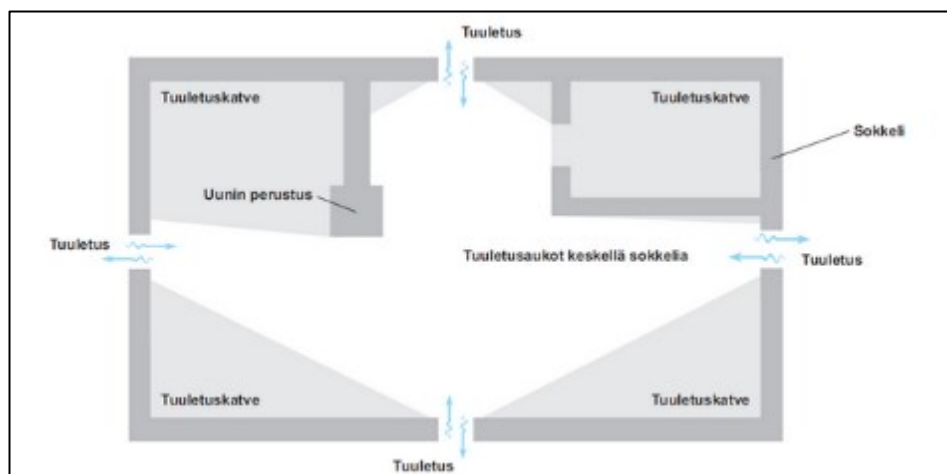 Tuuletus
Tuuletuskatve
Tuuletuskatve
Sokkeli
Uunin perustus
Tuuletus
Tuuletusaukot keskellä sokkelia
Tuuletus
Tuuletuskatve
Tuuletuskatve
Tuuletus